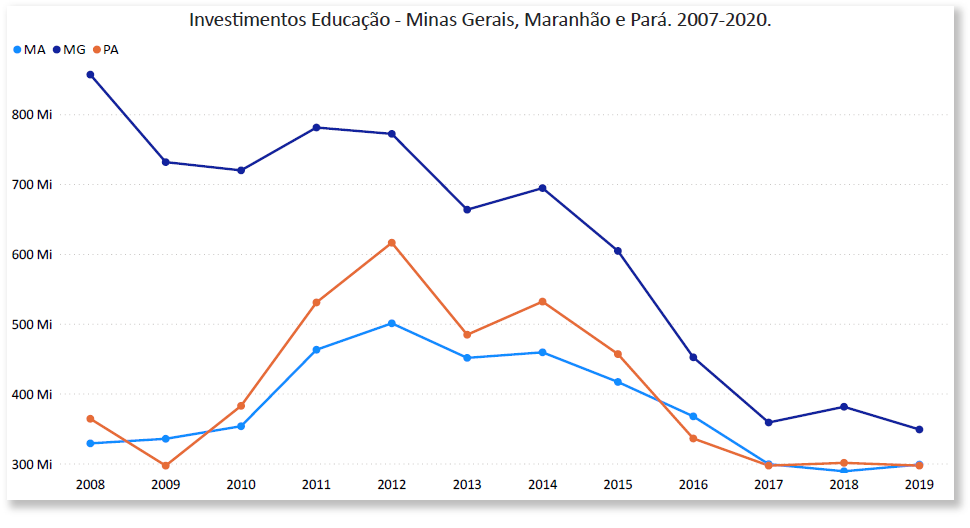 Investimentos Educação - Minas Gerais, Maranhão e Pará. 2007-2020.
MA MG PA
800 Mi
700 Mi
600 Mi
500 Mi
400 Mi
300 Mi
2008 2009 2010 2011 2012 2013 2014 2015 2016 2017 2018 2019